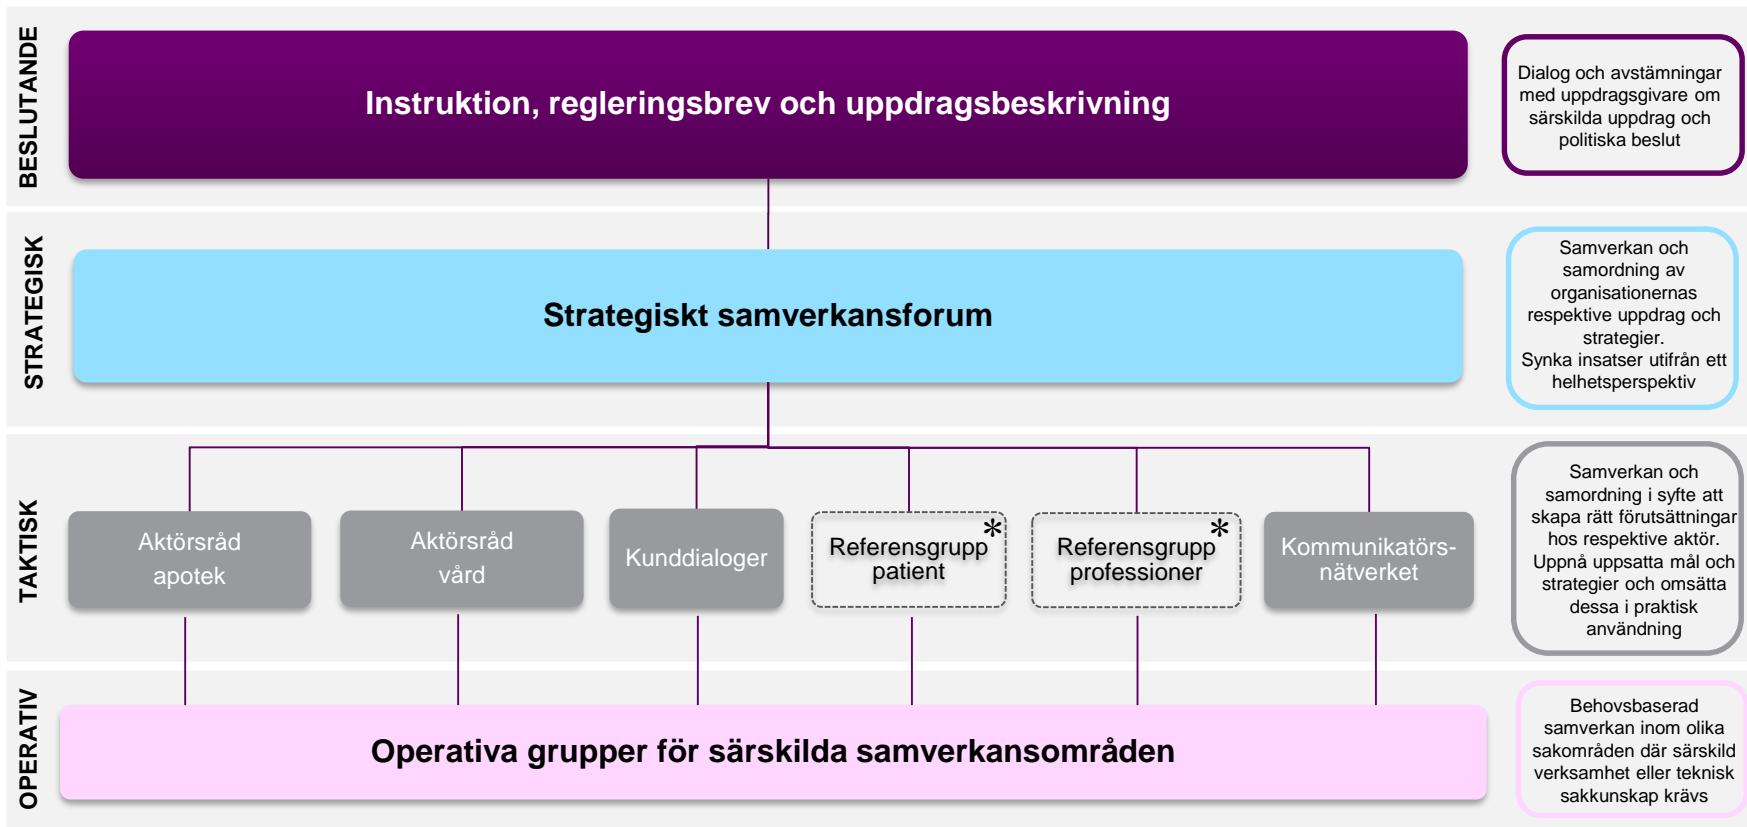 BESLUTANDE
Instruktion, regleringsbrev och uppdragsbeskrivning
Dialog och avstämningar
med uppdragsgivare om
särskilda uppdrag och
politiska beslut
STRATEGISK
Strategiskt samverkansforum
Samverkan och
samordning av
organisationernas
respektive uppdrag och
strategier.
Synka insatser utifrån ett
helhetsperspektiv
TAKTISK
Aktörsråd
apotek
Aktörsråd
vård
Kunddialoger
Referensgrupp*
patient
Referensgrupp*
professioner
Kommunikatörs-
nätverket
Samverkan och
samordning i syfte att
skapa rätt förutsättningar
hos respektive aktör.
Uppnå uppsatta mål och
strategier och omsätta
dessa i praktisk
användning
OPERATIV
Operativa grupper för särskilda samverkansområden
Behovsbaserad
samverkan inom olika
sakområden där särskild
verksamhet eller teknisk
sakkunskap krävs